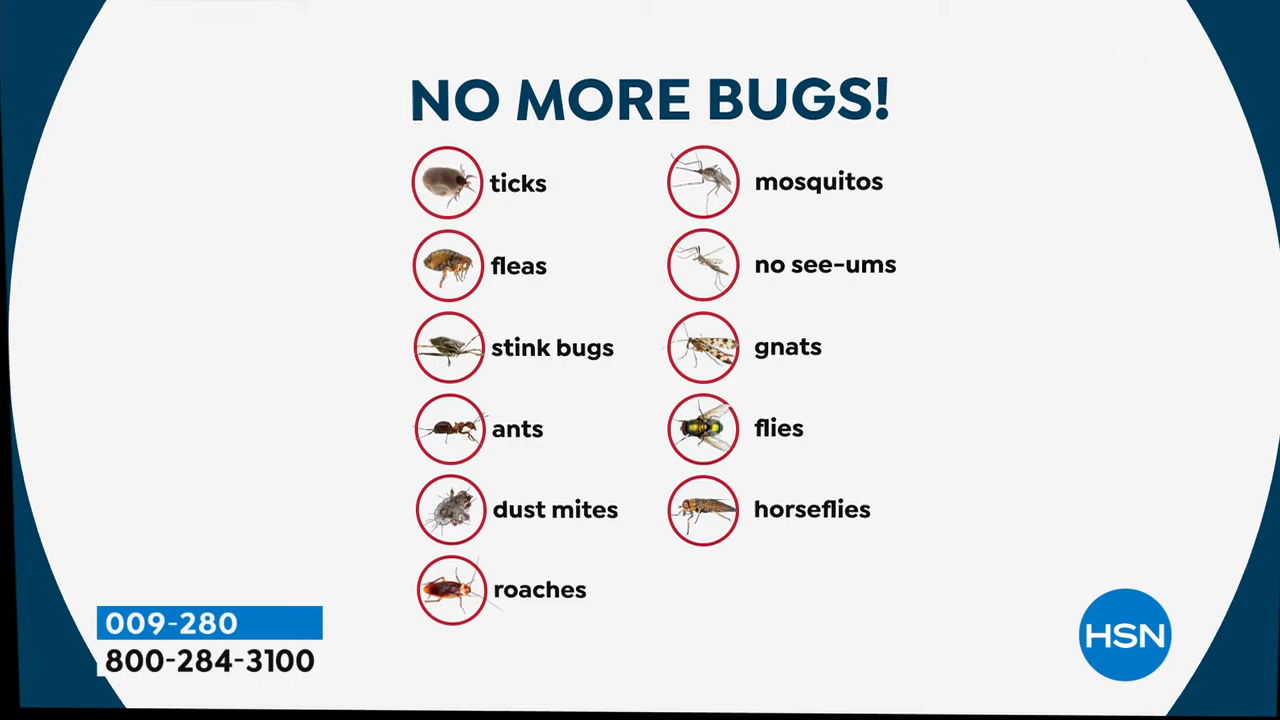 LIVE
NO MORE BUGS!
ticks
fleas
stink bugs
ants
dust mites
roaches
mosquitos
no see-ums
gnats
flies
horseflies
009-280
800-284-3100
HSN